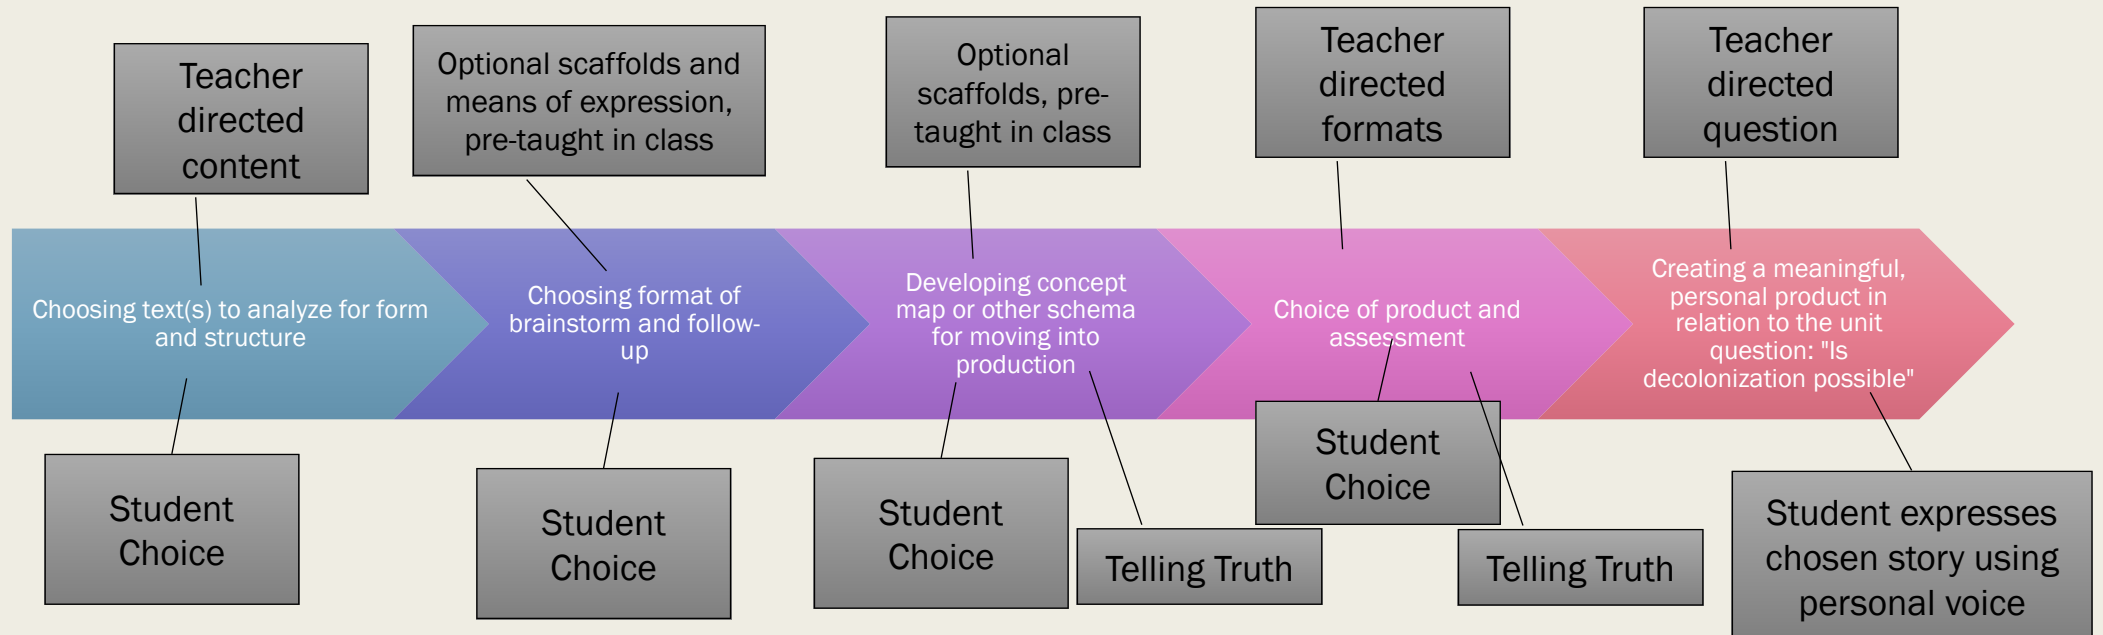 Teacher
directed
content
Optional scaffolds and
means of expression,
pre-taught in class
Optional
scaffolds, pre-
taught in class
Teacher
directed
formats
Teacher
directed
question
Choosing text(s) to analyze for form
and structure
Choosing format of
brainstorm and follow-
up
Developing concept
map or other schema
for moving into
production
Choice of product and
assessment
Creating a meaningful,
personal product in
relation to the unit
question: "Is
decolonization possible"
Student
Choice
Student
Choice
Student
Choice
Telling Truth
Student
Choice
Telling Truth
Student expresses
chosen story using
personal voice